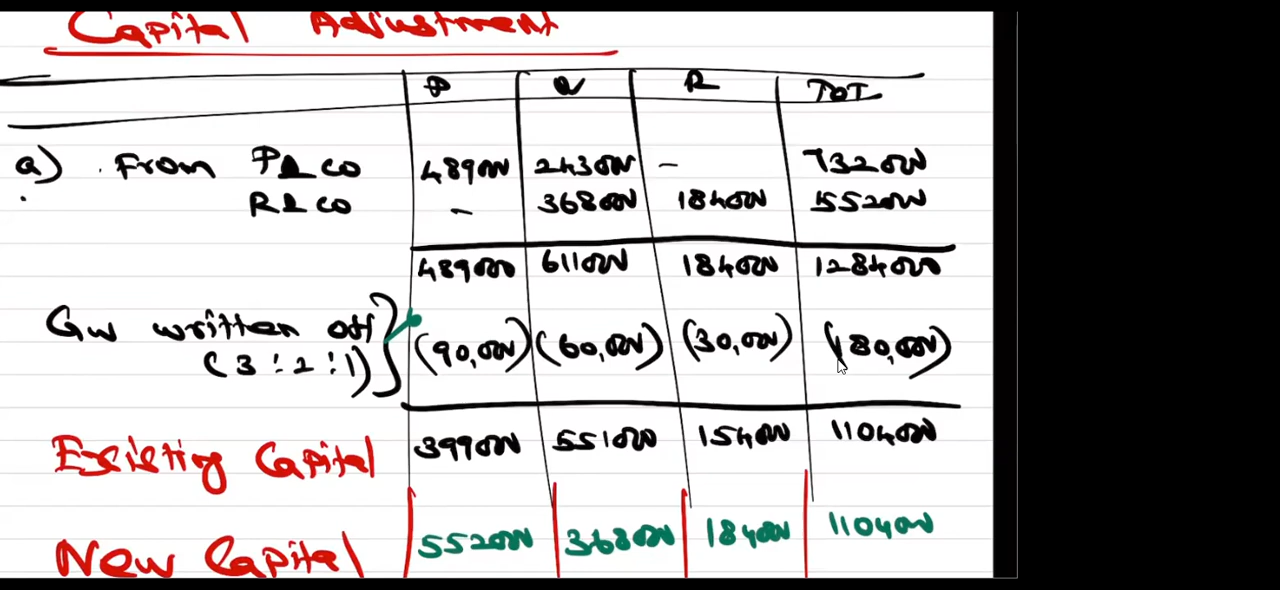 Capital Adjustment
P Q R TOT
a) . From P & co 489000 243000 - 732000
R & co - 368000 184000 552000
489000 611000 184000 1284000
GW written off (90,000) (60,000) (30,000) (180,000)
(3:2:1)
Existing Capital 399000 551000 154000 1104000
New Capital 552000 368000 184000 1104000